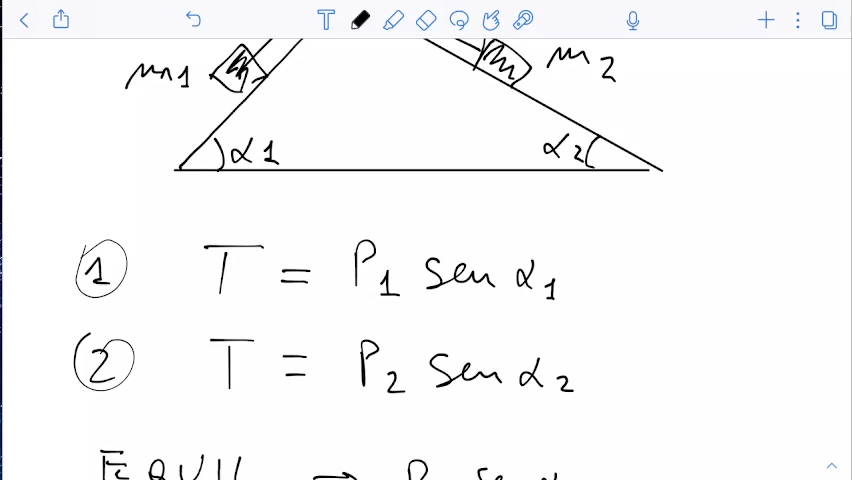 m1 m2
α1 α2
① T = P₁ sen α₁
② T = P₂ sen α₂